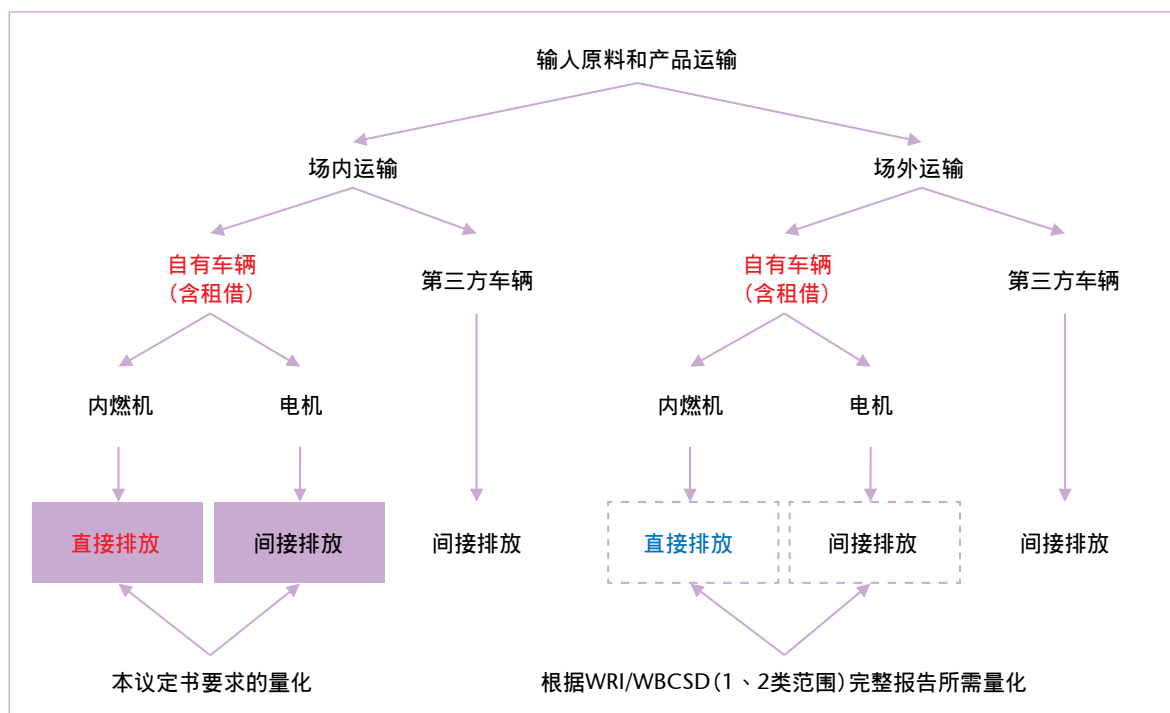 输入原料和产品运输
场内运输
场外运输
自有车辆
（含租借）
第三方车辆
自有车辆
（含租借）
第三方车辆
内燃机
电机
内燃机
电机
直接排放
间接排放
间接排放
直接排放
间接排放
间接排放
本议定书要求的量化
根据WRI/WBCSD（1、2类范围）完整报告所需量化